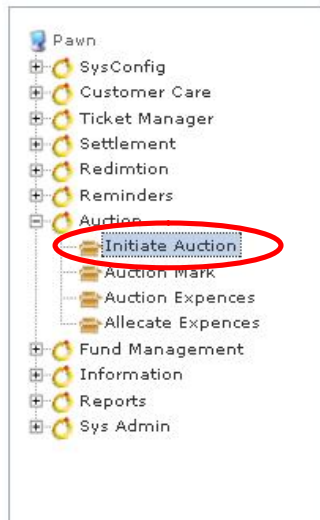 Pawn
SysConfig
Customer Care
Ticket Manager
Settlement
Redimtion
Reminders
Auction
Initiate Auction
Auction Mark
Auction Expences
Allecate Expences
Fund Management
Information
Reports
Sys Admin